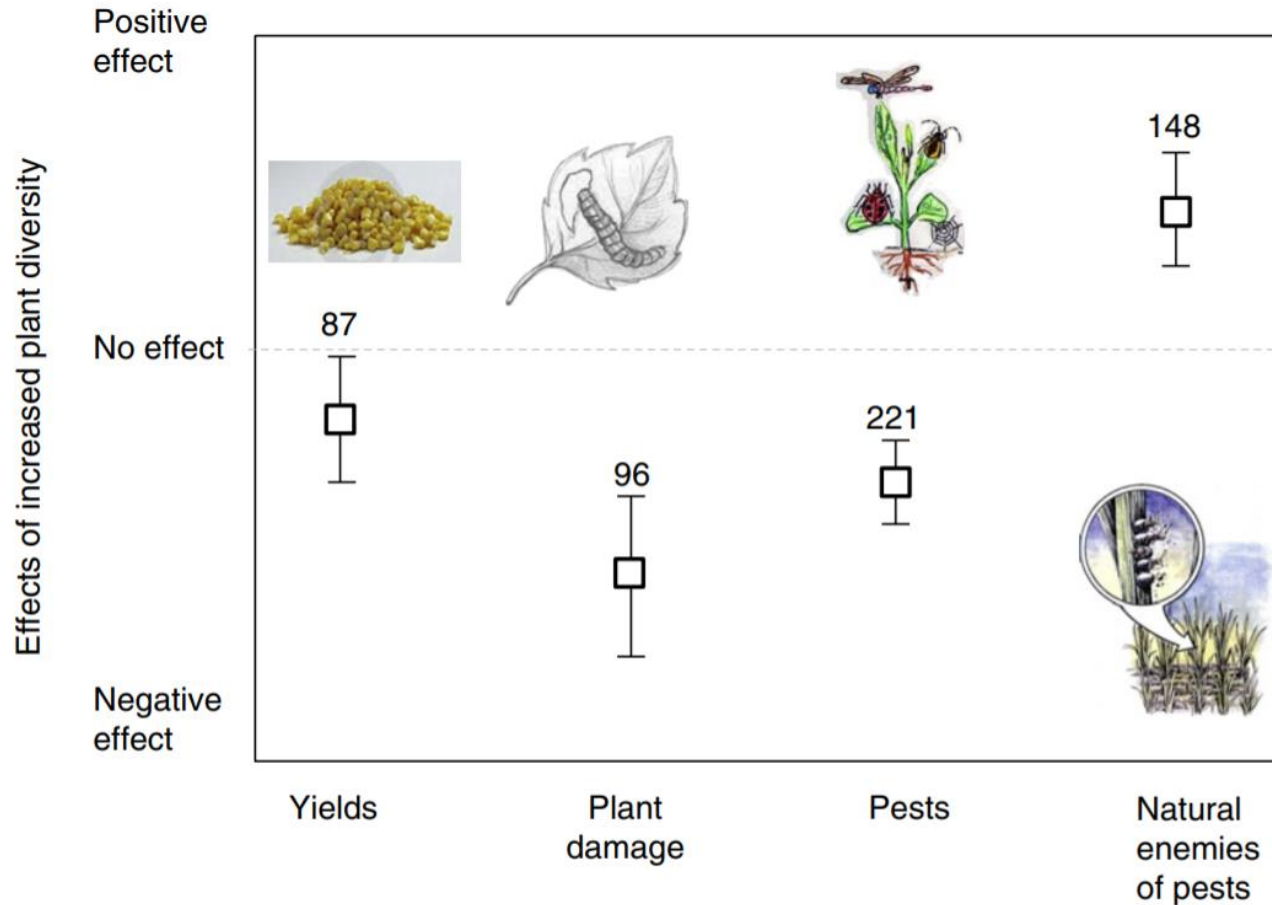 Positive
effect
148
87
No effect
221
96
Negative
effect
Effects of increased plant diversity
Yields
Plant
damage
Pests
Natural
enemies
of pests